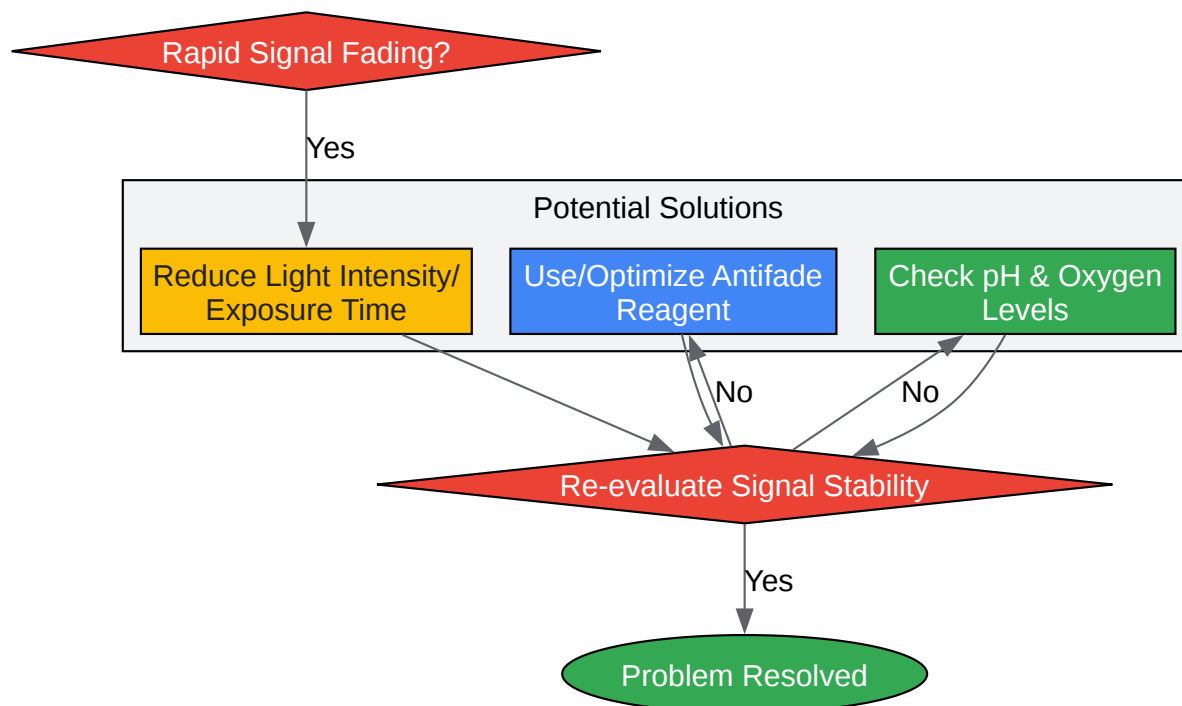 Rapid Signal Fading?
Yes
Potential Solutions
Reduce Light Intensity/
Exposure Time
Use/Optimize Antifade
Reagent
Check pH & Oxygen
Levels
No
No
Re-evaluate Signal Stability
Yes
Problem Resolved